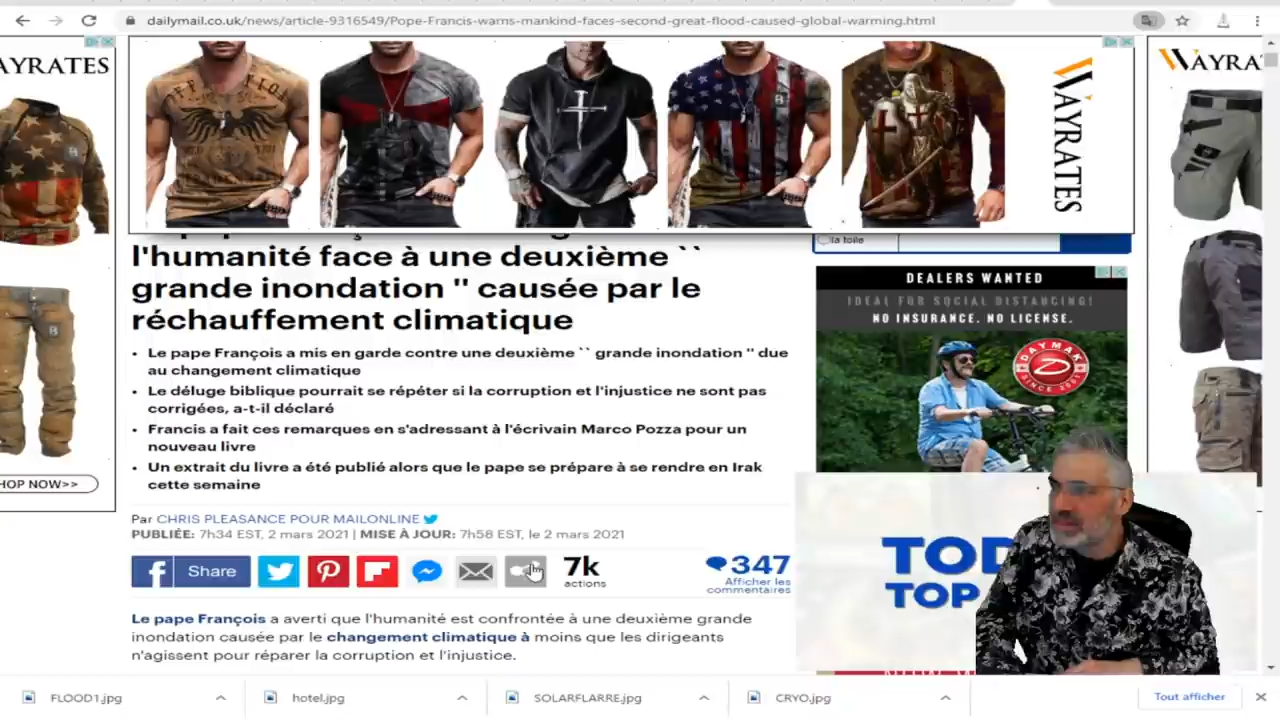 dailymail.co.uk/news/article-9316549/Pope-Francis-warns-mankind-faces-second-great-flood-caused-global-warming.html
AYRATES
WAYRATES
WAYRA
la toile
l'humanité face à une deuxième ``
grande inondation '' causée par le
réchauffement climatique
• Le pape François a mis en garde contre une deuxième `` grande inondation '' due
au changement climatique
• Le déluge biblique pourrait se répéter si la corruption et l'injustice ne sont pas
corrigées, a-t-il déclaré
• Francis a fait ces remarques en s'adressant à l'écrivain Marco Pozza pour un
nouveau livre
• Un extrait du livre a été publié alors que le pape se prépare à se rendre en Irak
cette semaine
HOP NOW>>
Par CHRIS PLEASANCE POUR MAILONLINE
PUBLIÉE: 7h34 EST, 2 mars 2021 | MISE À JOUR: 7h58 EST, le 2 mars 2021
Share
7k
actions
347
Afficher les
commentaires
Le pape François a averti que l'humanité est confrontée à une deuxième grande
inondation causée par le changement climatique à moins que les dirigeants
n'agissent pour réparer la corruption et l'injustice.
DEALERS WANTED
IDEAL FOR SOCIAL DISTANCING!
NO INSURANCE. NO LICENSE.
DAYMAK
SINCE 2001
TOD
TOP
FLOOD1.jpg
hotel.jpg
SOLARFLARRE.jpg
CRYO.jpg
Tout afficher